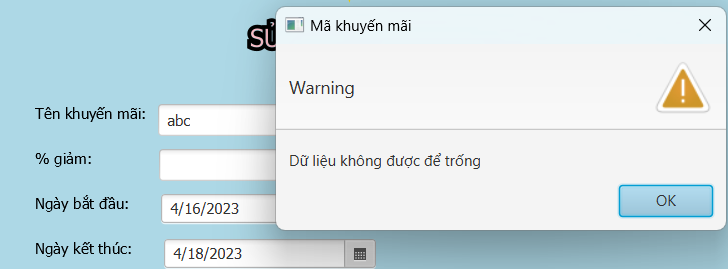 SỬ
Mã khuyến mãi
Warning
Tên khuyến mãi: abc
% giảm:
Dữ liệu không được để trống
Ngày bắt đầu: 4/16/2023
OK
Ngày kết thúc: 4/18/2023